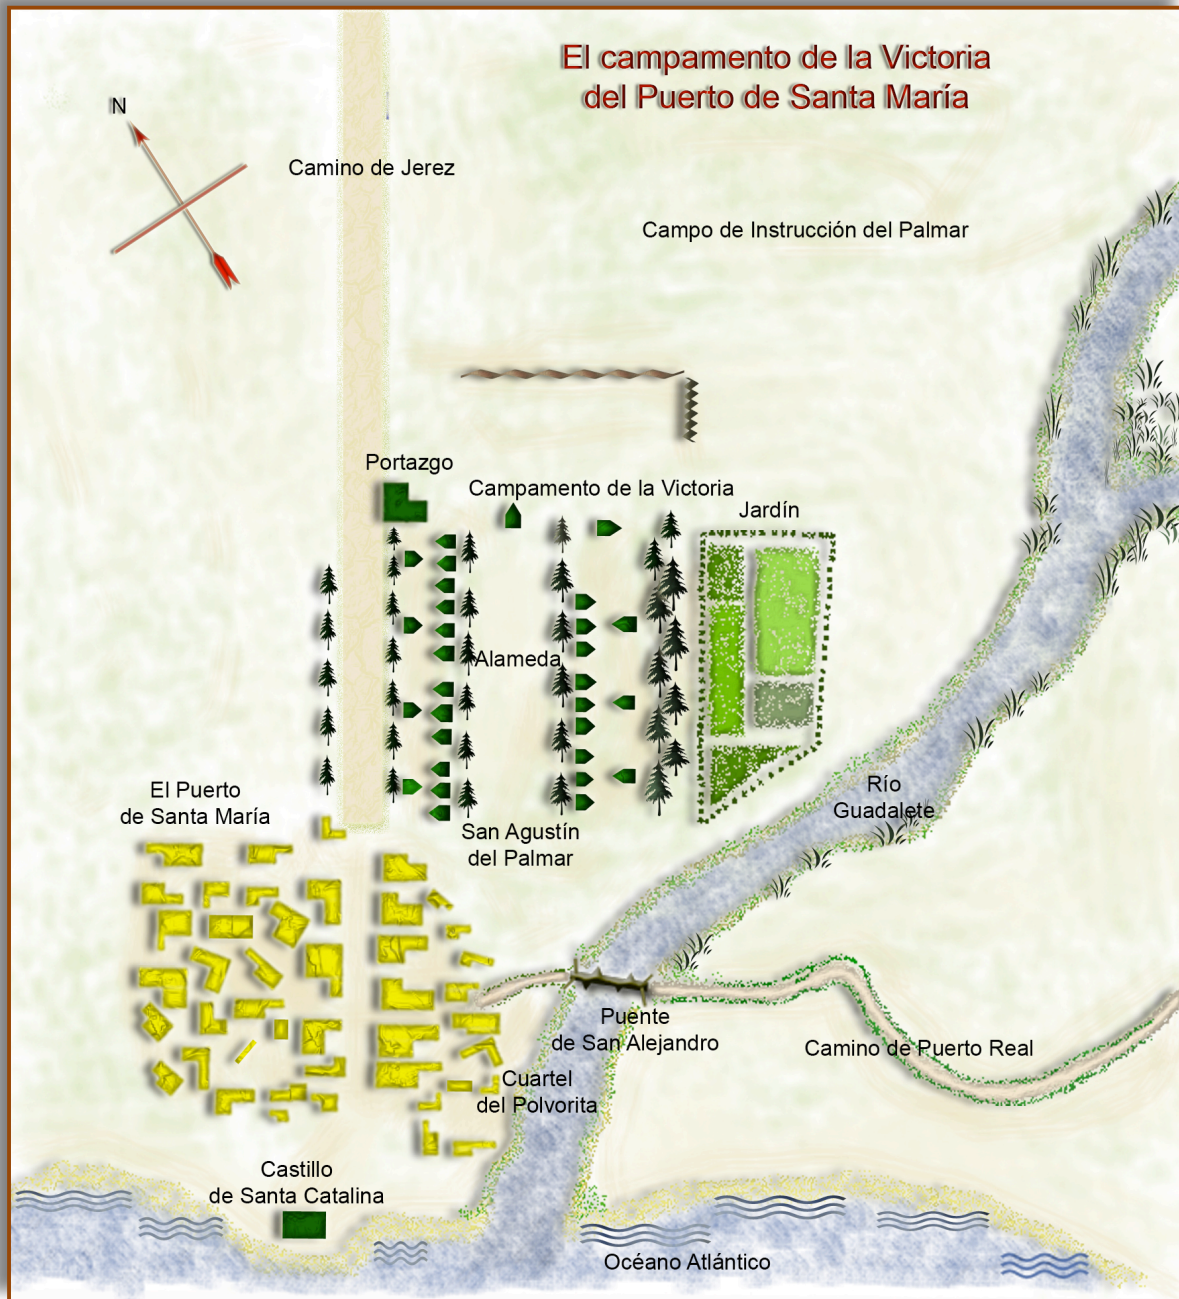 El campamento de la Victoria
del Puerto de Santa María
N
Camino de Jerez
Campo de Instrucción del Palmar
Portazgo
Campamento de la Victoria
Jardín
Alameda
El Puerto
de Santa María
Río
Guadalete
San Agustín
del Palmar
Puente
de San Alejandro
Camino de Puerto Real
Cuartel
del Polvorita
Castillo
de Santa Catalina
Océano Atlántico